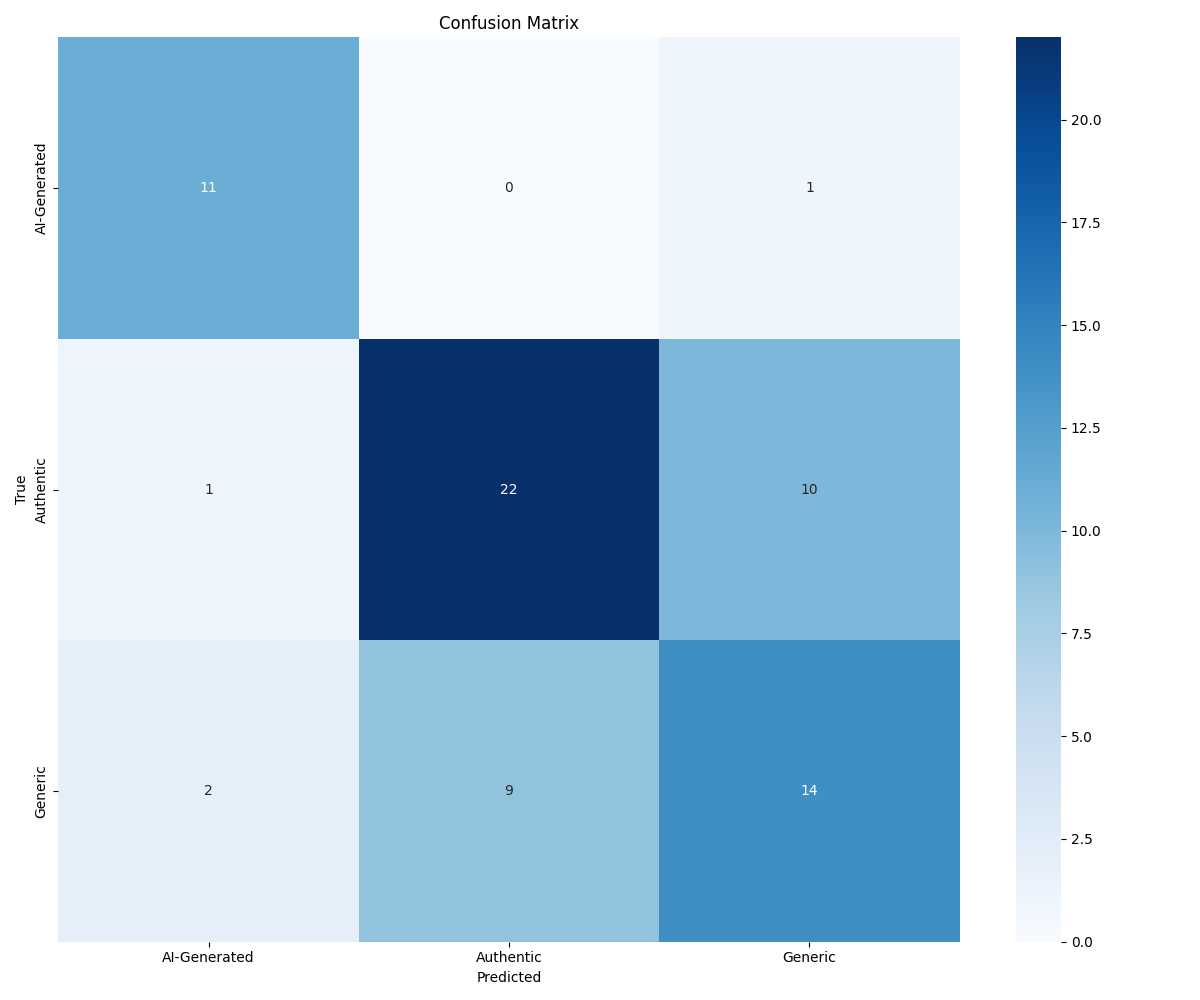 Confusion Matrix
True
AI-Generated
11
0
1
Authentic
1
22
10
Generic
2
9
14
AI-Generated
Authentic
Generic
Predicted
20.0
17.5
15.0
12.5
10.0
7.5
5.0
2.5
0.0